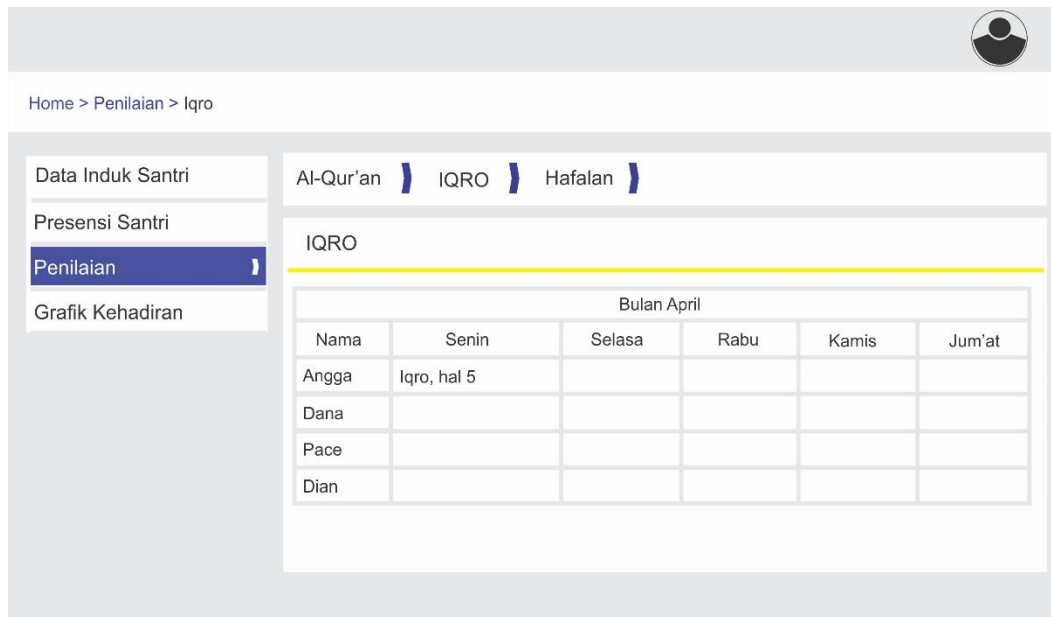 Home > Penilaian > Iqro
Data Induk Santri
Presensi Santri
Penilaian
Grafik Kehadiran
Al-Qur'an IQRO Hafalan
IQRO
Bulan April
Nama Senin Selasa Rabu Kamis Jum'at
Angga Iqro, hal 5
Dana
Pace
Dian